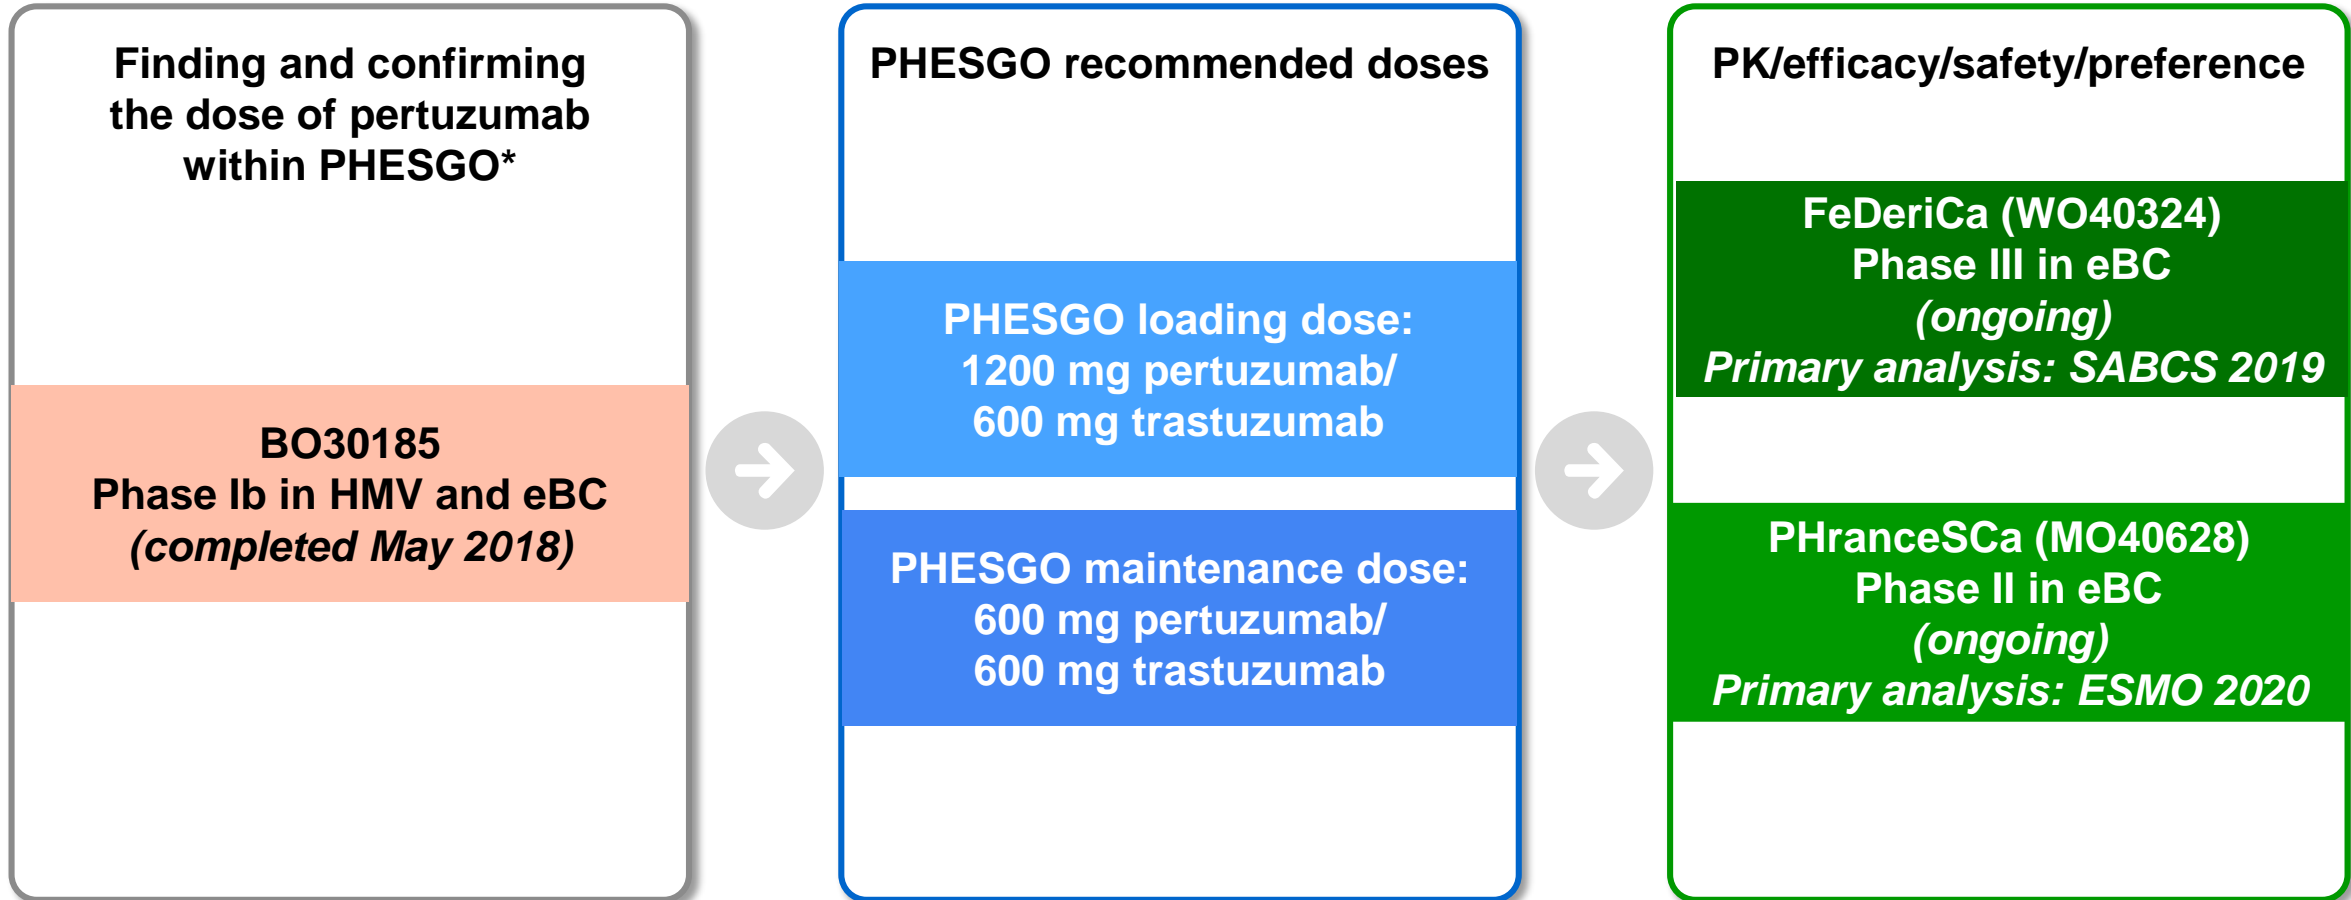 Finding and confirming
the dose of pertuzumab
within PHESGO*
BO30185
Phase Ib in HMV and eBC
(completed May 2018)
PHESGO recommended doses
PHESGO loading dose:
1200 mg pertuzumab/
600 mg trastuzumab
PHESGO maintenance dose:
600 mg pertuzumab/
600 mg trastuzumab
PK/efficacy/safety/preference
FeDeriCa (WO40324)
Phase III in eBC
(ongoing)
Primary analysis: SABCS 2019
PHranceSCa (MO40628)
Phase II in eBC
(ongoing)
Primary analysis: ESMO 2020